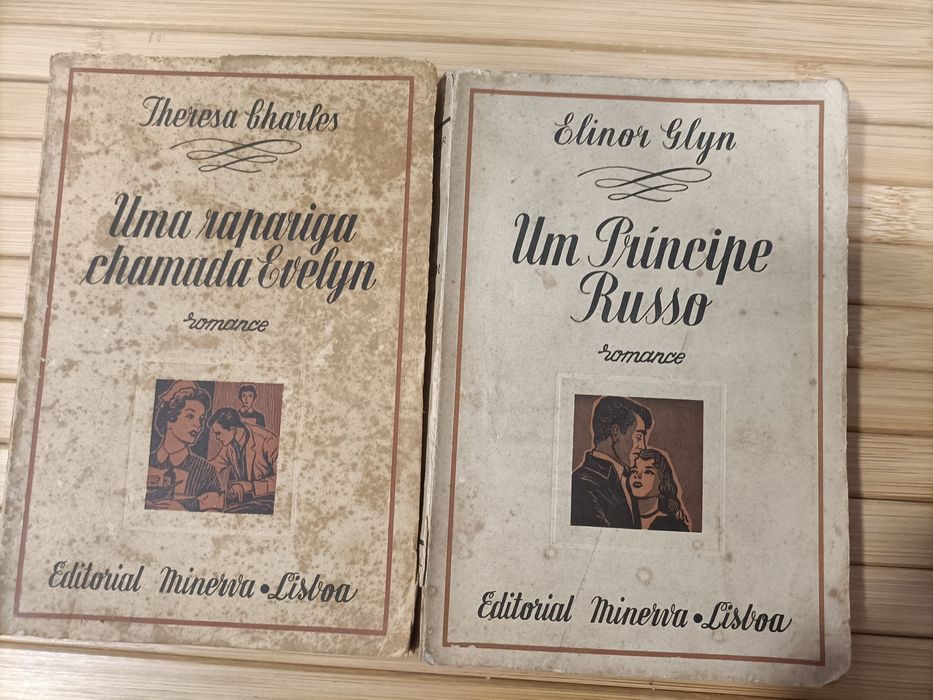 Theresa Charles
Uma rapariga
chamada Evelyn
romance
Editorial Minerva • Lisboa
Elinor Glyn
Um Príncipe
Russo
romance
Editorial Minerva • Lisboa